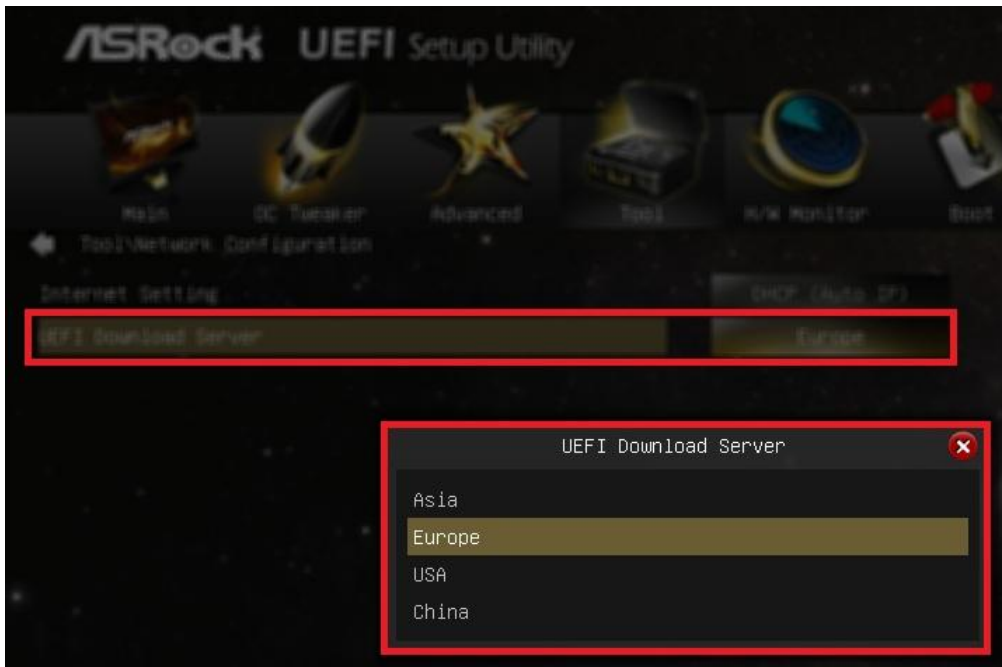 ASRock UEFI Setup Utility
Main OC Tweaker Advanced Tool H/W Monitor Boot
Tool\Network Configuration
Internet Setting DHCP (Auto IP)
UEFI Download Server Europe
UEFI Download Server
Asia
Europe
USA
China